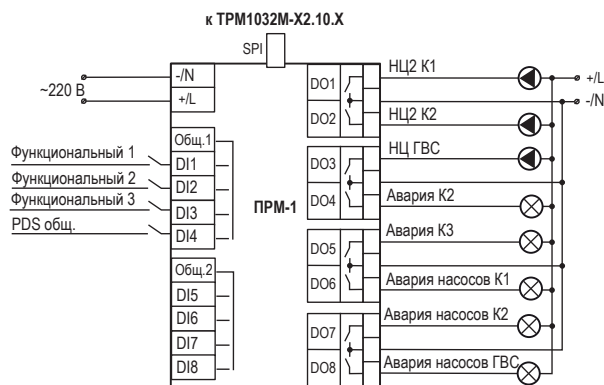 к ТРМ1032М-Х2.10.Х
SPI
~220 В
-/N
+/L
Общ.1
Функциональный 1
DI1
Функциональный 2
DI2
Функциональный 3
DI3
PDS общ.
DI4
Общ.2
DI5
DI6
DI7
DI8
ПРМ-1
DO1
НЦ2 К1
DO2
НЦ2 К2
DO3
НЦ ГВС
DO4
Авария К2
DO5
Авария К3
DO6
Авария насосов К1
DO7
Авария насосов К2
DO8
Авария насосов ГВС
+/L
-/N